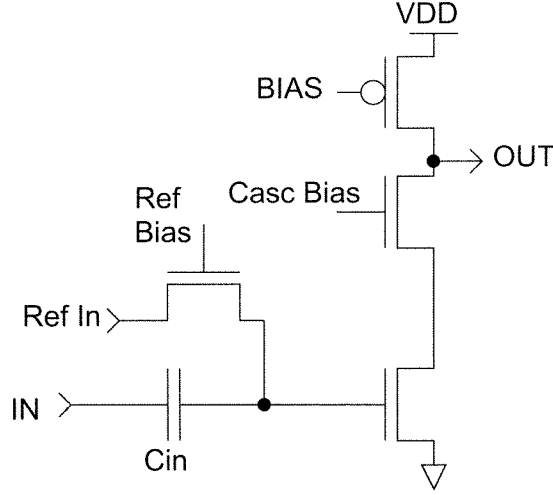 VDD
BIAS
OUT
Casc Bias
Ref
Bias
Ref In
IN
Cin